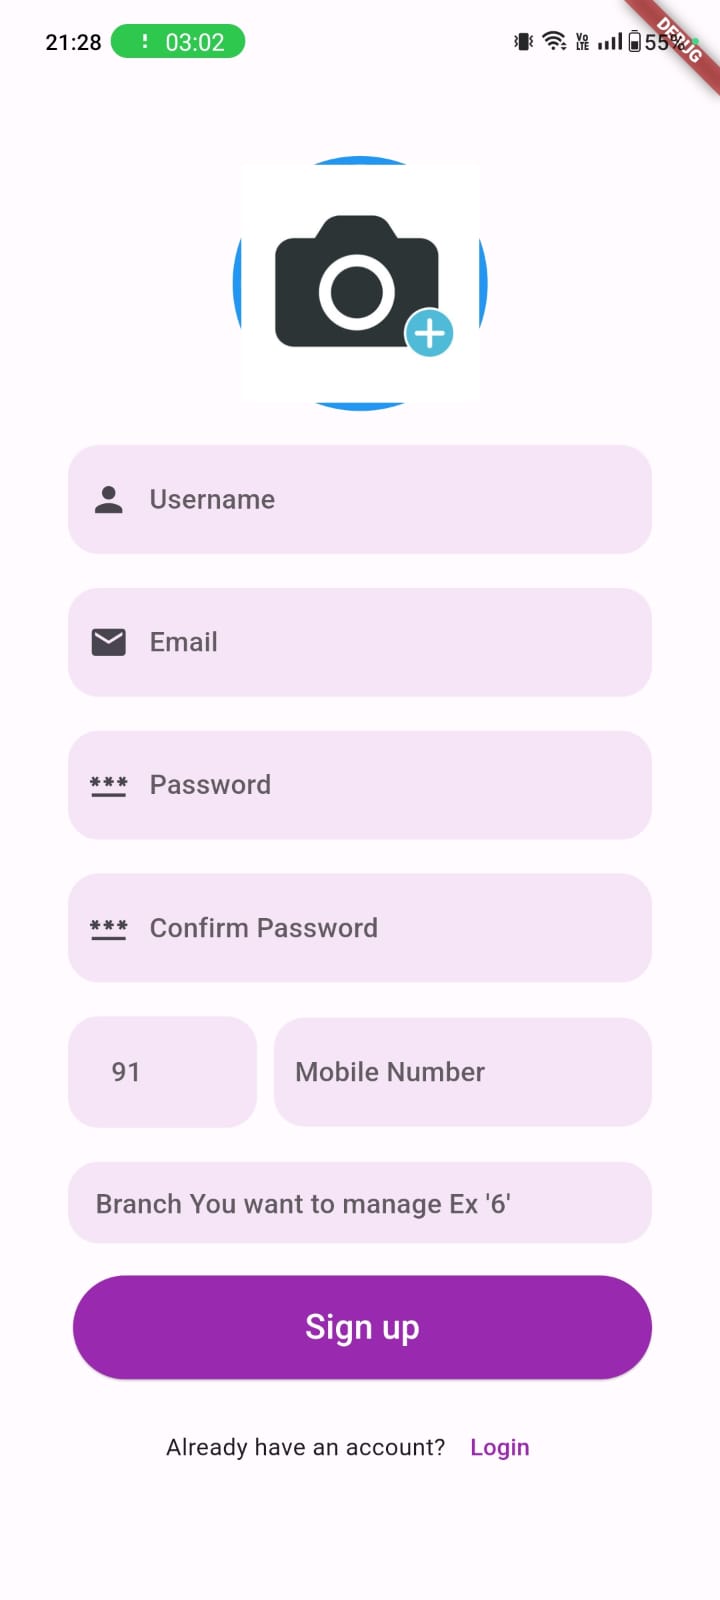 21:28 ! 03:02 Vo LTE 55% DEBUG
Username
Email
*** Password
*** Confirm Password
91 Mobile Number
Branch You want to manage Ex '6'
Sign up
Already have an account? Login